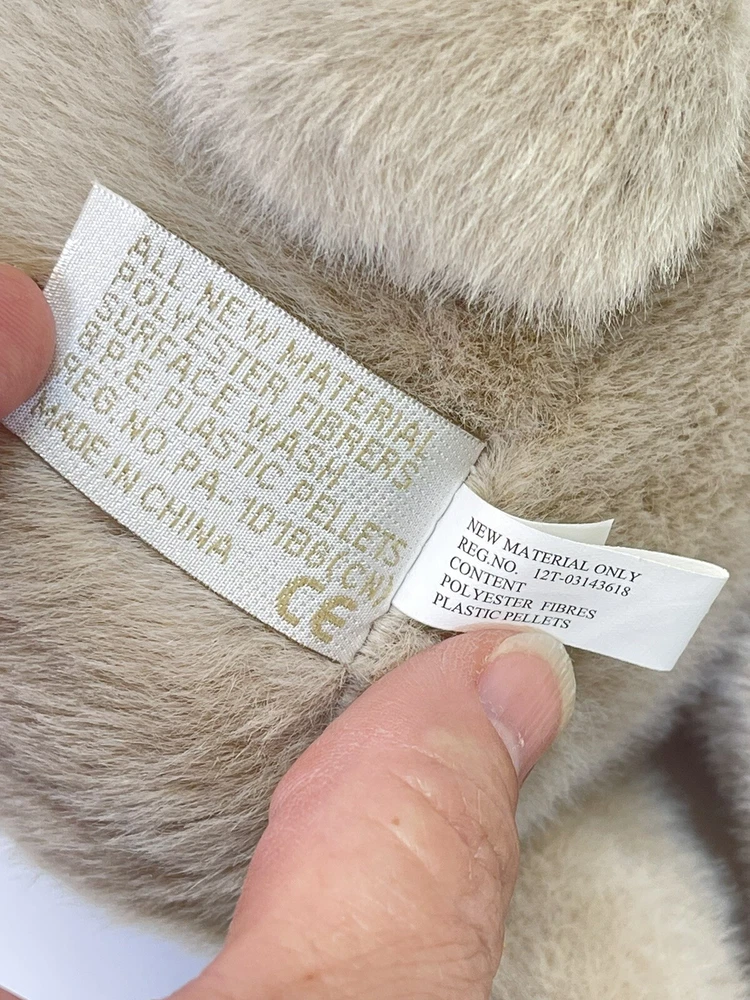 ALL NEW MATERIAL
POLYESTER FIBRERS
SURFACE WASH
& P.E. PLASTIC PELLETS
REG.NO.PA-10186(CN)
MADE IN CHINA
CE
NEW MATERIAL ONLY
REG.NO. 12T-03143618
CONTENT
POLYESTER FIBRES
PLASTIC PELLETS